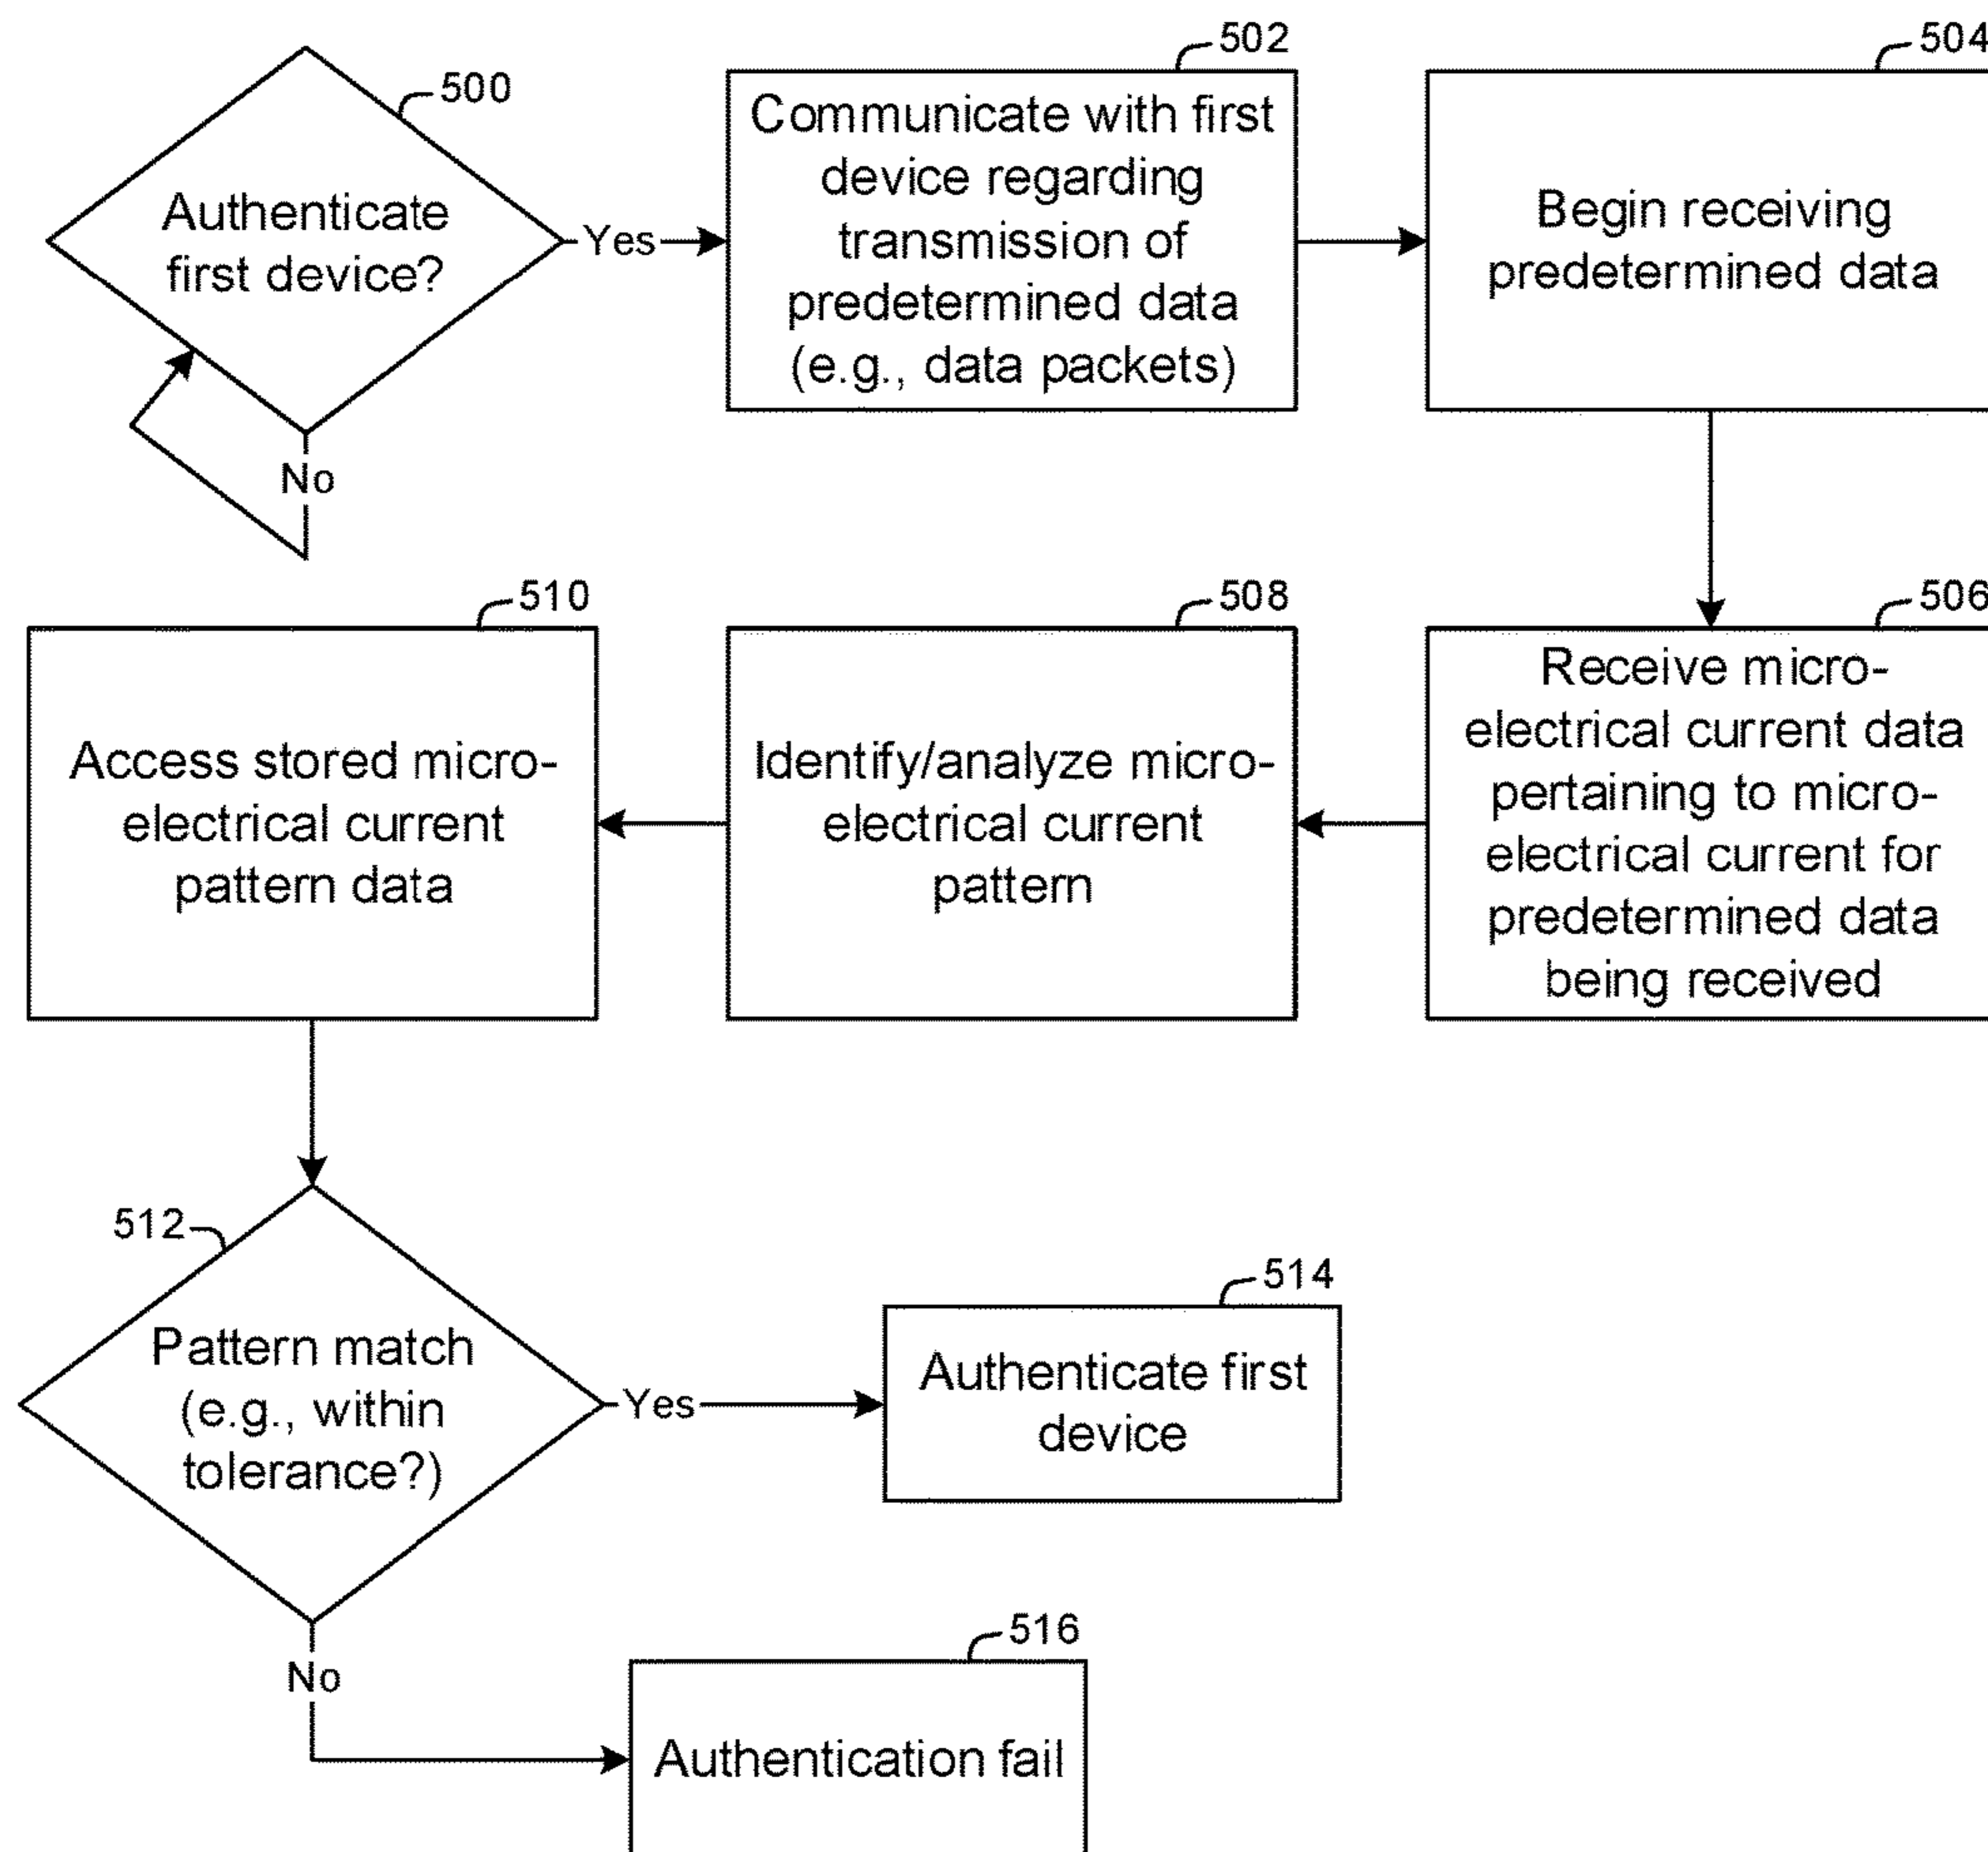 500
Authenticate
first device?
Yes
No
502
Communicate with first
device regarding
transmission of
predetermined data
(e.g., data packets)
504
Begin receiving
predetermined data
506
Receive micro-
electrical current data
pertaining to micro-
electrical current for
predetermined data
being received
508
Identify/analyze micro-
electrical current
pattern
510
Access stored micro-
electrical current
pattern data
512
Pattern match
(e.g., within
tolerance?)
Yes
No
514
Authenticate first
device
516
Authentication fail